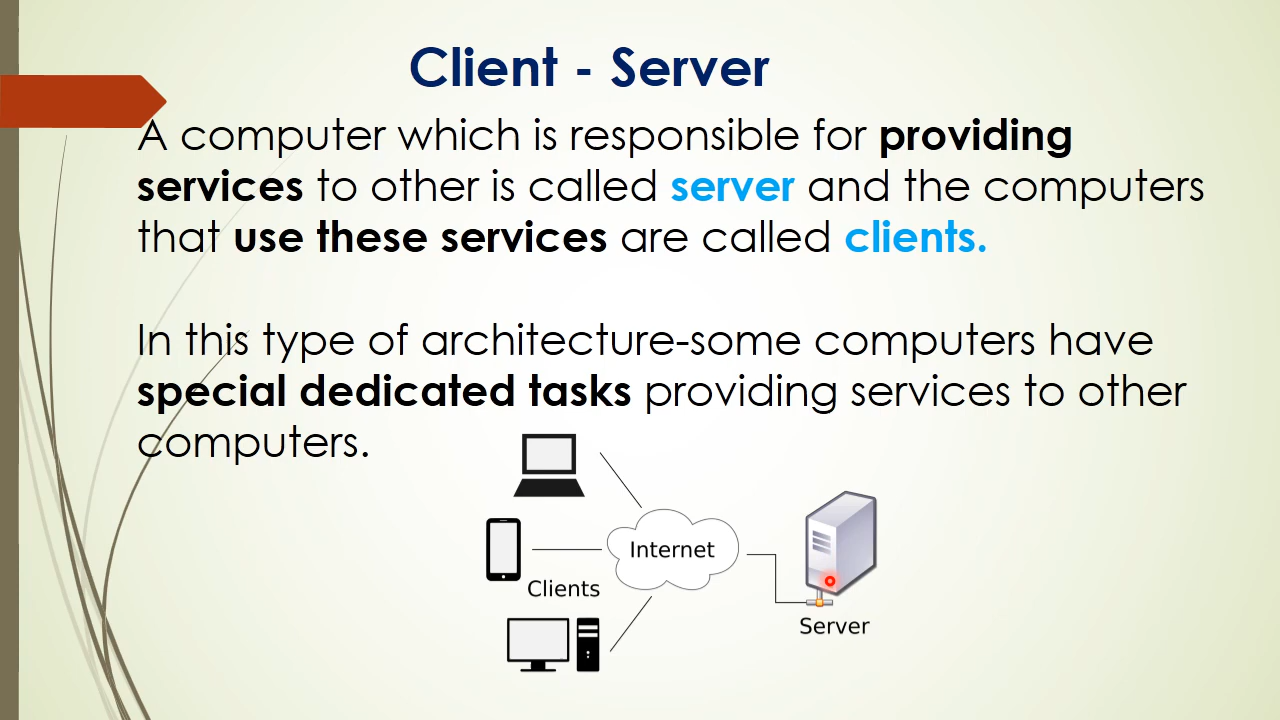 Client - Server
A computer which is responsible for providing
services to other is called server and the computers
that use these services are called clients.
In this type of architecture-some computers have
special dedicated tasks providing services to other
computers.
Internet
Clients
Server